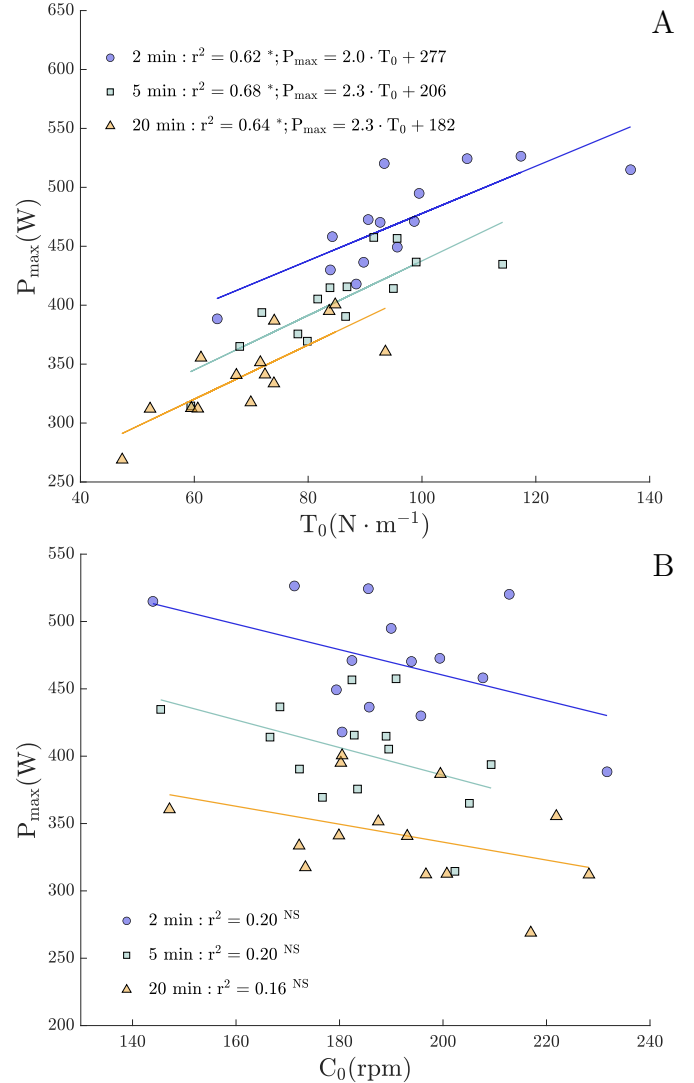 A
650
600
550
500
450
400
350
300
250
P_max(W)
2 min : r² = 0.62 *; P_max = 2.0 · T₀ + 277
5 min : r² = 0.68 *; P_max = 2.3 · T₀ + 206
20 min : r² = 0.64 *; P_max = 2.3 · T₀ + 182
40 60 80 100 120 140
T₀(N · m⁻¹)
B
550
500
450
400
350
300
250
200
P_max(W)
2 min : r² = 0.20 NS
5 min : r² = 0.20 NS
20 min : r² = 0.16 NS
140 160 180 200 220 240
C₀(rpm)